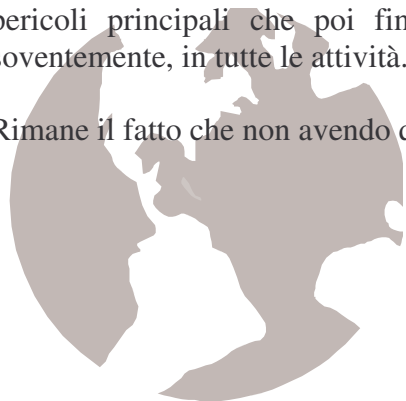 pericoli principali che poi fin
soventemente, in tutte le attività.
Rimane il fatto che non avendo